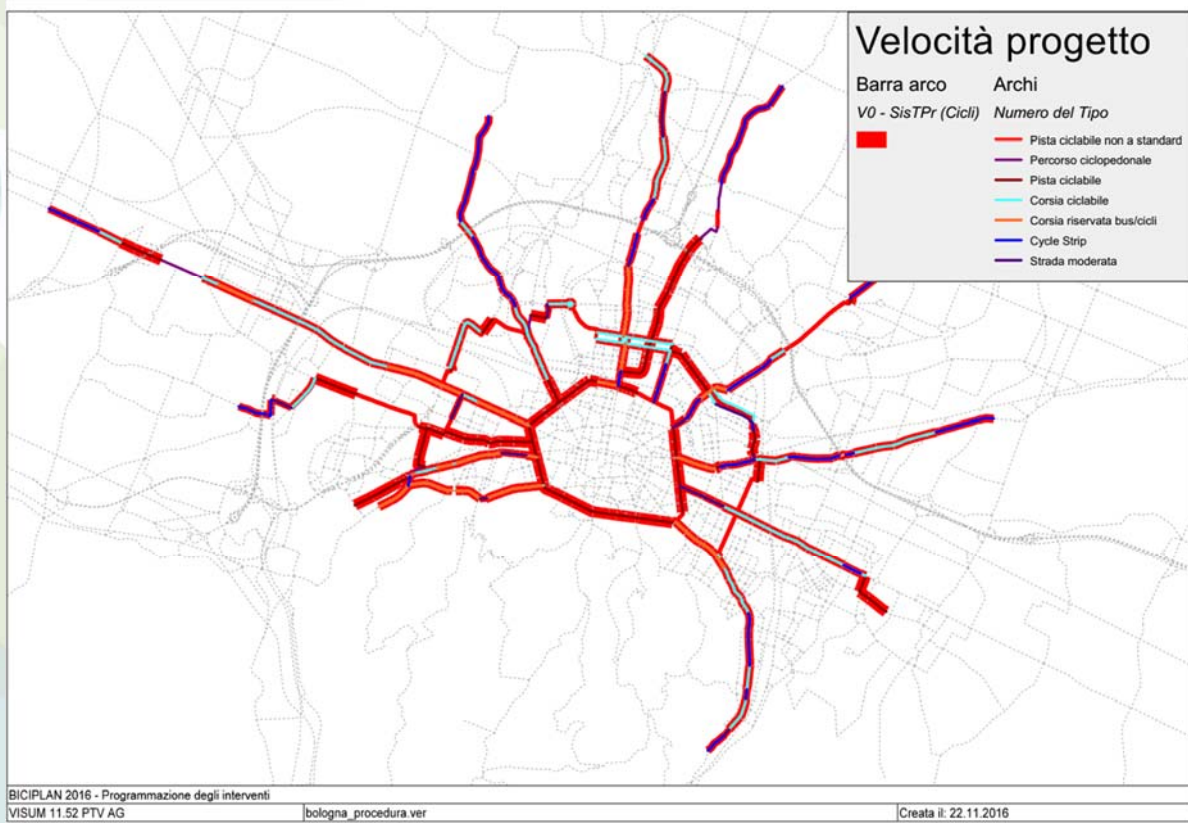 Velocità progetto
Barra arco Archi
V0 - SisTPr (Cicli) Numero del Tipo
Pista ciclabile non a standard
Percorso ciclopedonale
Pista ciclabile
Corsia ciclabile
Corsia riservata bus/cicli
Cycle Strip
Strada moderata
BICIPLAN 2016 - Programmazione degli interventi
VISUM 11.52 PTV AG bologna_procedura.ver Creata il: 22.11.2016